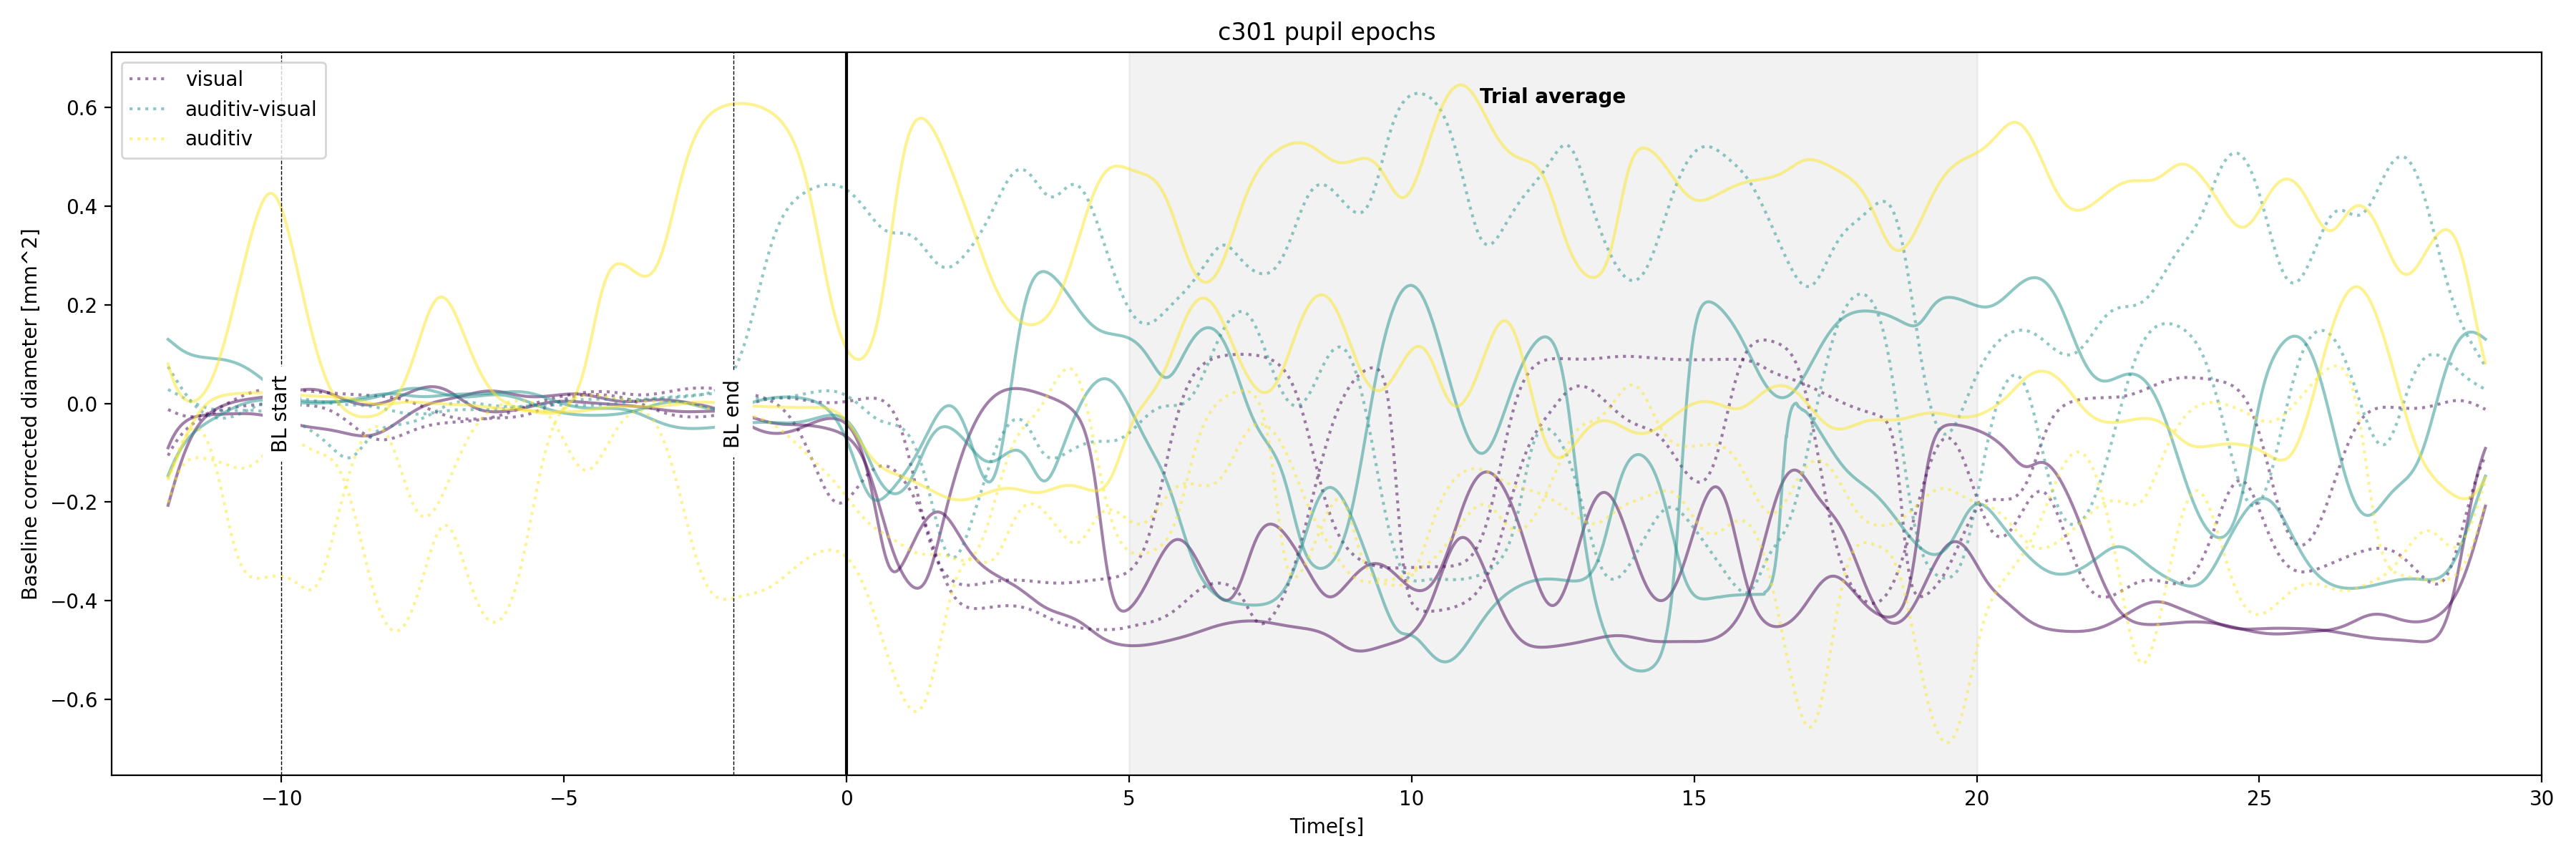 c301 pupil epochs
visual
auditiv-visual
auditiv
Trial average
BL start
BL end
Baseline corrected diameter [mm^2]
0.6
0.4
0.2
0.0
−0.2
−0.4
−0.6
−10
−5
0
5
10
15
20
25
30
Time[s]